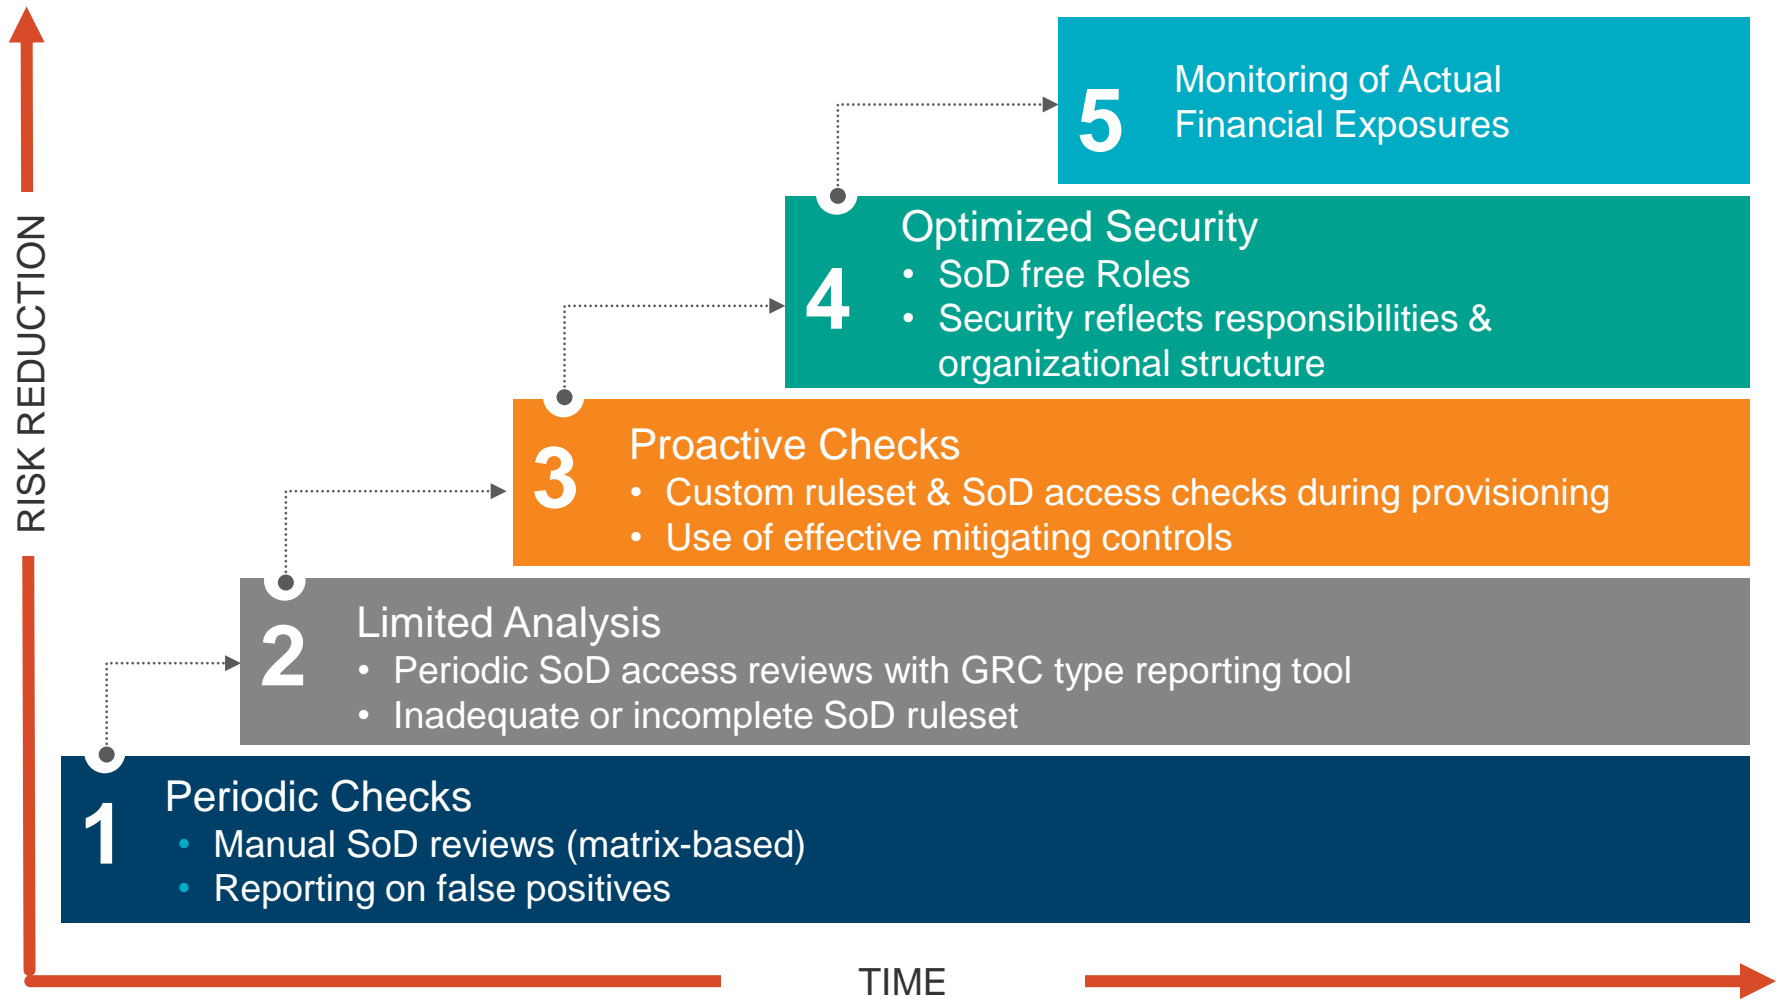 5
Monitoring of Actual
Financial Exposures
4
Optimized Security
• SoD free Roles
• Security reflects responsibilities &
organizational structure
3
Proactive Checks
• Custom ruleset & SoD access checks during provisioning
• Use of effective mitigating controls
2
Limited Analysis
• Periodic SoD access reviews with GRC type reporting tool
• Inadequate or incomplete SoD ruleset
1
Periodic Checks
• Manual SoD reviews (matrix-based)
• Reporting on false positives
RISK REDUCTION
TIME